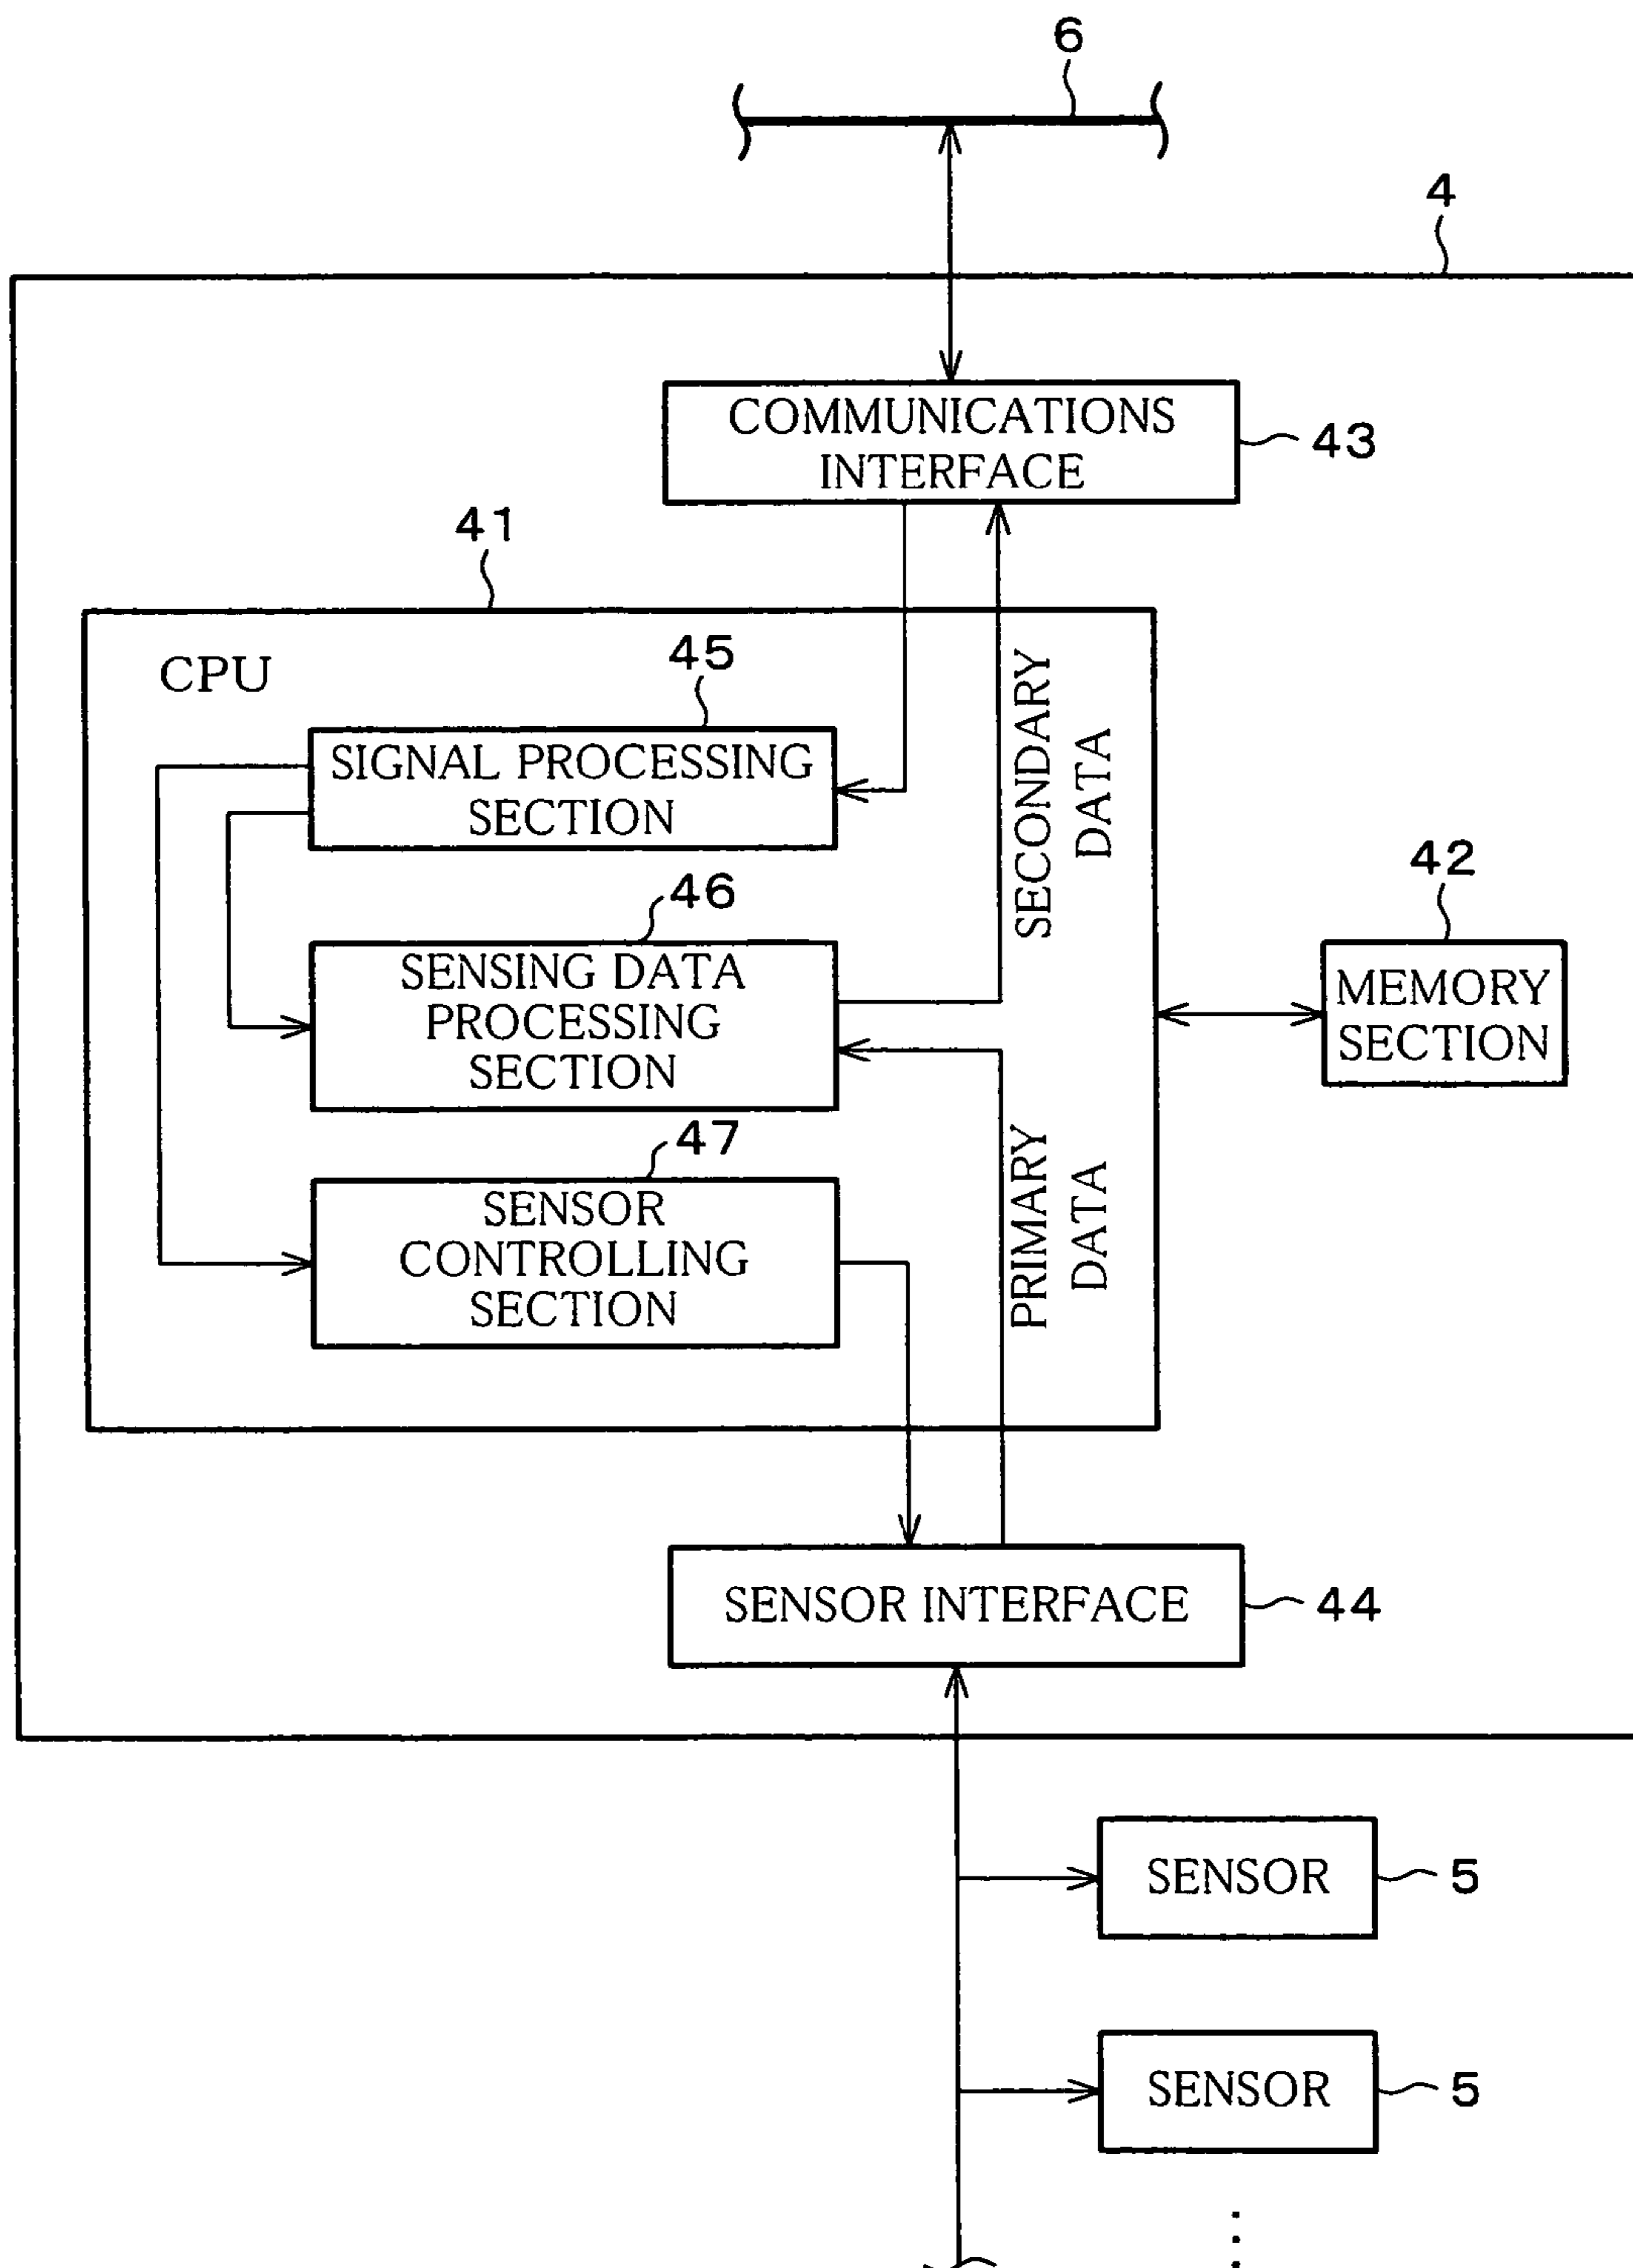 6
4
COMMUNICATIONS
INTERFACE
43
41
CPU
45
SIGNAL PROCESSING
SECTION
SECONDARY
DATA
46
SENSING DATA
PROCESSING
SECTION
42
MEMORY
SECTION
47
SENSOR
CONTROLLING
SECTION
PRIMARY
DATA
SENSOR INTERFACE
44
SENSOR
5
SENSOR
5